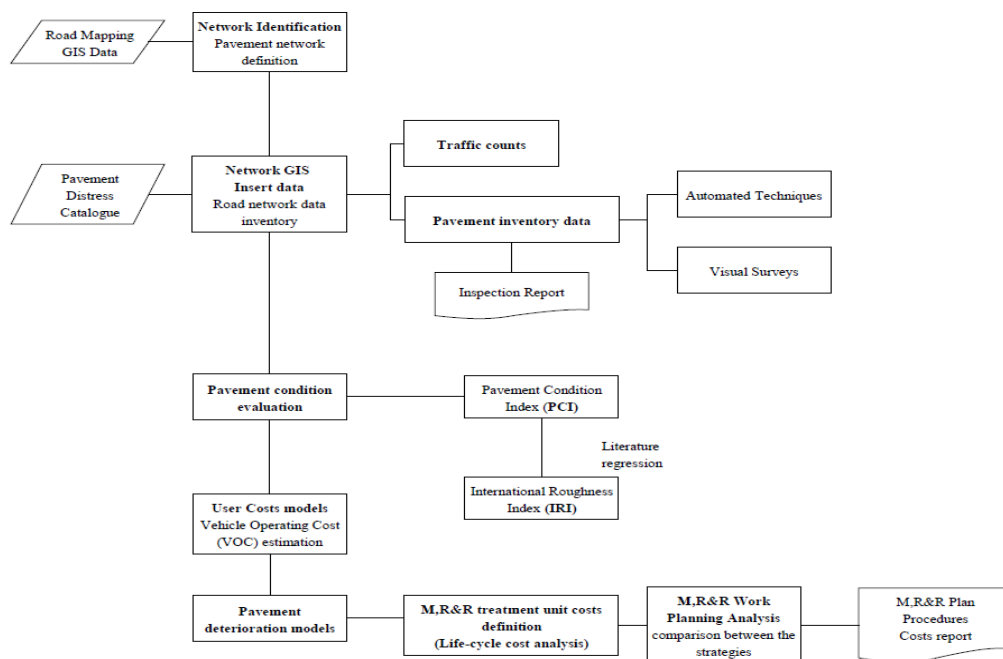 Road Mapping
GIS Data
Network Identification
Pavement network
definition
Traffic counts
Pavement
Distress
Catalogue
Network GIS
Insert data
Road network data
inventory
Pavement inventory data
Automated Techniques
Visual Surveys
Inspection Report
Pavement condition
evaluation
Pavement Condition
Index (PCI)
Literature
regression
International Roughness
Index (IRI)
User Costs models
Vehicle Operating Cost
(VOC) estimation
Pavement
deterioration models
M,R&R treatment unit costs
definition
(Life-cycle cost analysis)
M,R&R Work
Planning Analysis
comparison between the
strategies
M,R&R Plan
Procedures
Costs report